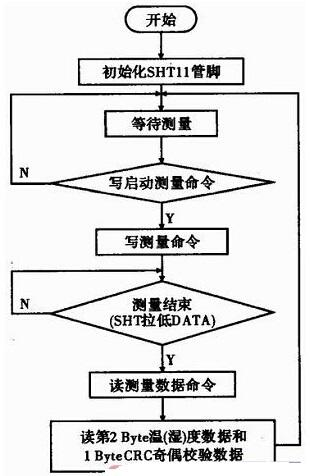 开始
初始化SHT11管脚
等待测量
N
写启动测量命令
Y
写测量命令
N
测量结束
(SHT拉低DATA)
Y
读测量数据命令
读第2 Byte温(湿)度数据和
1 ByteCRC奇偶校验数据